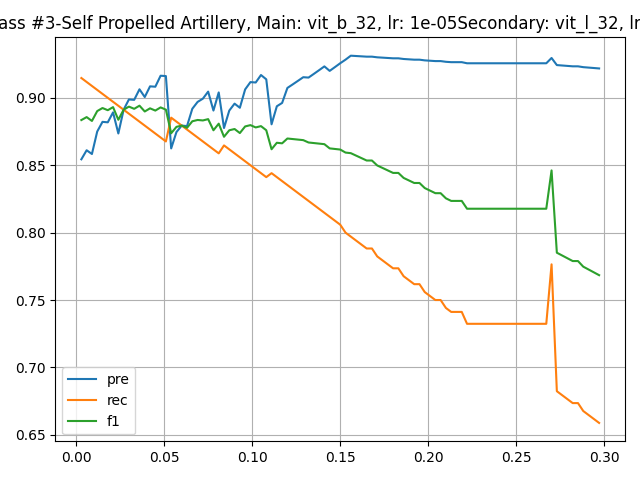 ass #3-Self Propelled Artillery, Main: vit_b_32, lr: 1e-05Secondary: vit_l_32, lr
0.90
0.85
0.80
0.75
0.70
0.65
pre
rec
f1
0.00 0.05 0.10 0.15 0.20 0.25 0.30